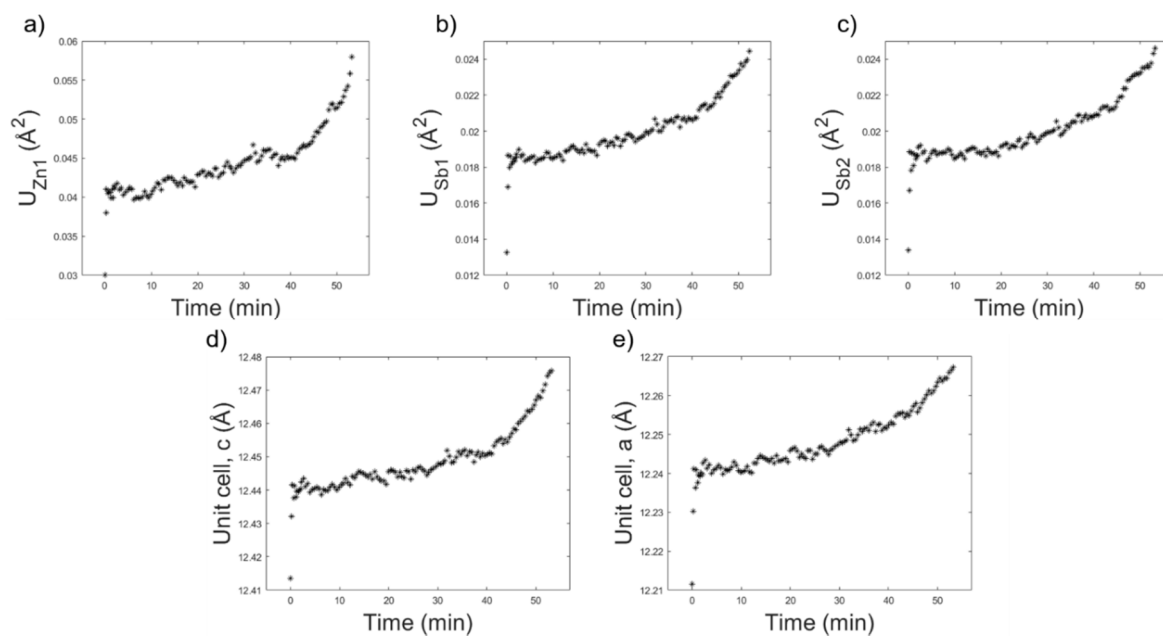 a)
0.06
0.055
0.05
0.045
0.04
0.035
0.03
U_Zn1 (Å²)
0 10 20 30 40 50
Time (min)
b)
0.024
0.022
0.02
0.018
0.016
0.014
0.012
U_Sb1 (Å²)
0 10 20 30 40 50
Time (min)
c)
0.024
0.022
0.02
0.018
0.016
0.014
0.012
U_Sb2 (Å²)
0 10 20 30 40 50
Time (min)
d)
12.48
12.47
12.46
12.45
12.44
12.43
12.42
12.41
Unit cell, c (Å)
0 10 20 30 40 50
Time (min)
e)
12.27
12.26
12.25
12.24
12.23
12.22
12.21
Unit cell, a (Å)
0 10 20 30 40 50
Time (min)